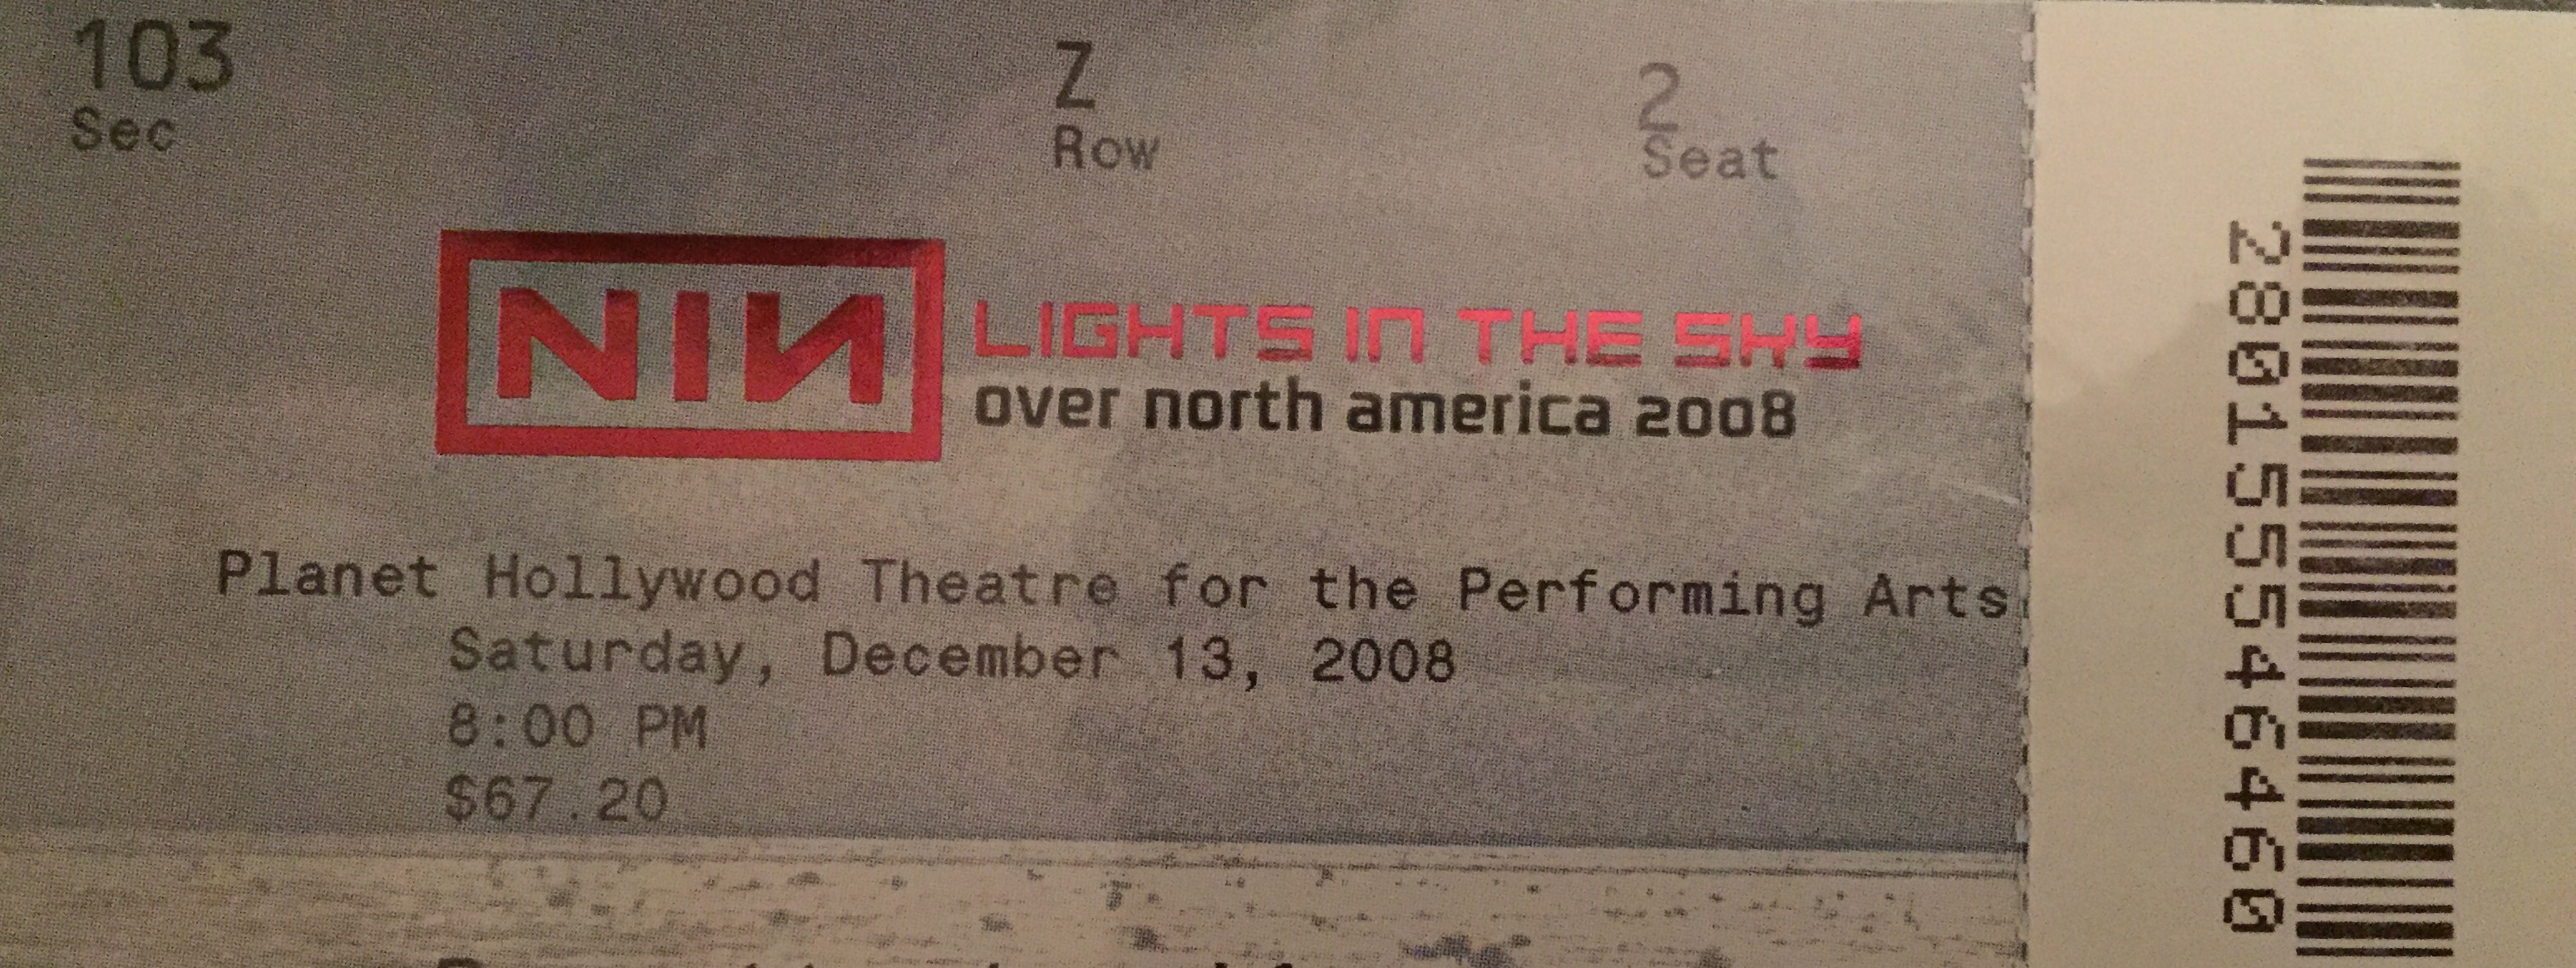 103
Sec
Z
Row
2
Seat
NIN
LIGHTS IN THE SKY
over north america 2008
Planet Hollywood Theatre for the Performing Arts
Saturday, December 13, 2008
8:00 PM
$67.20
280155546460